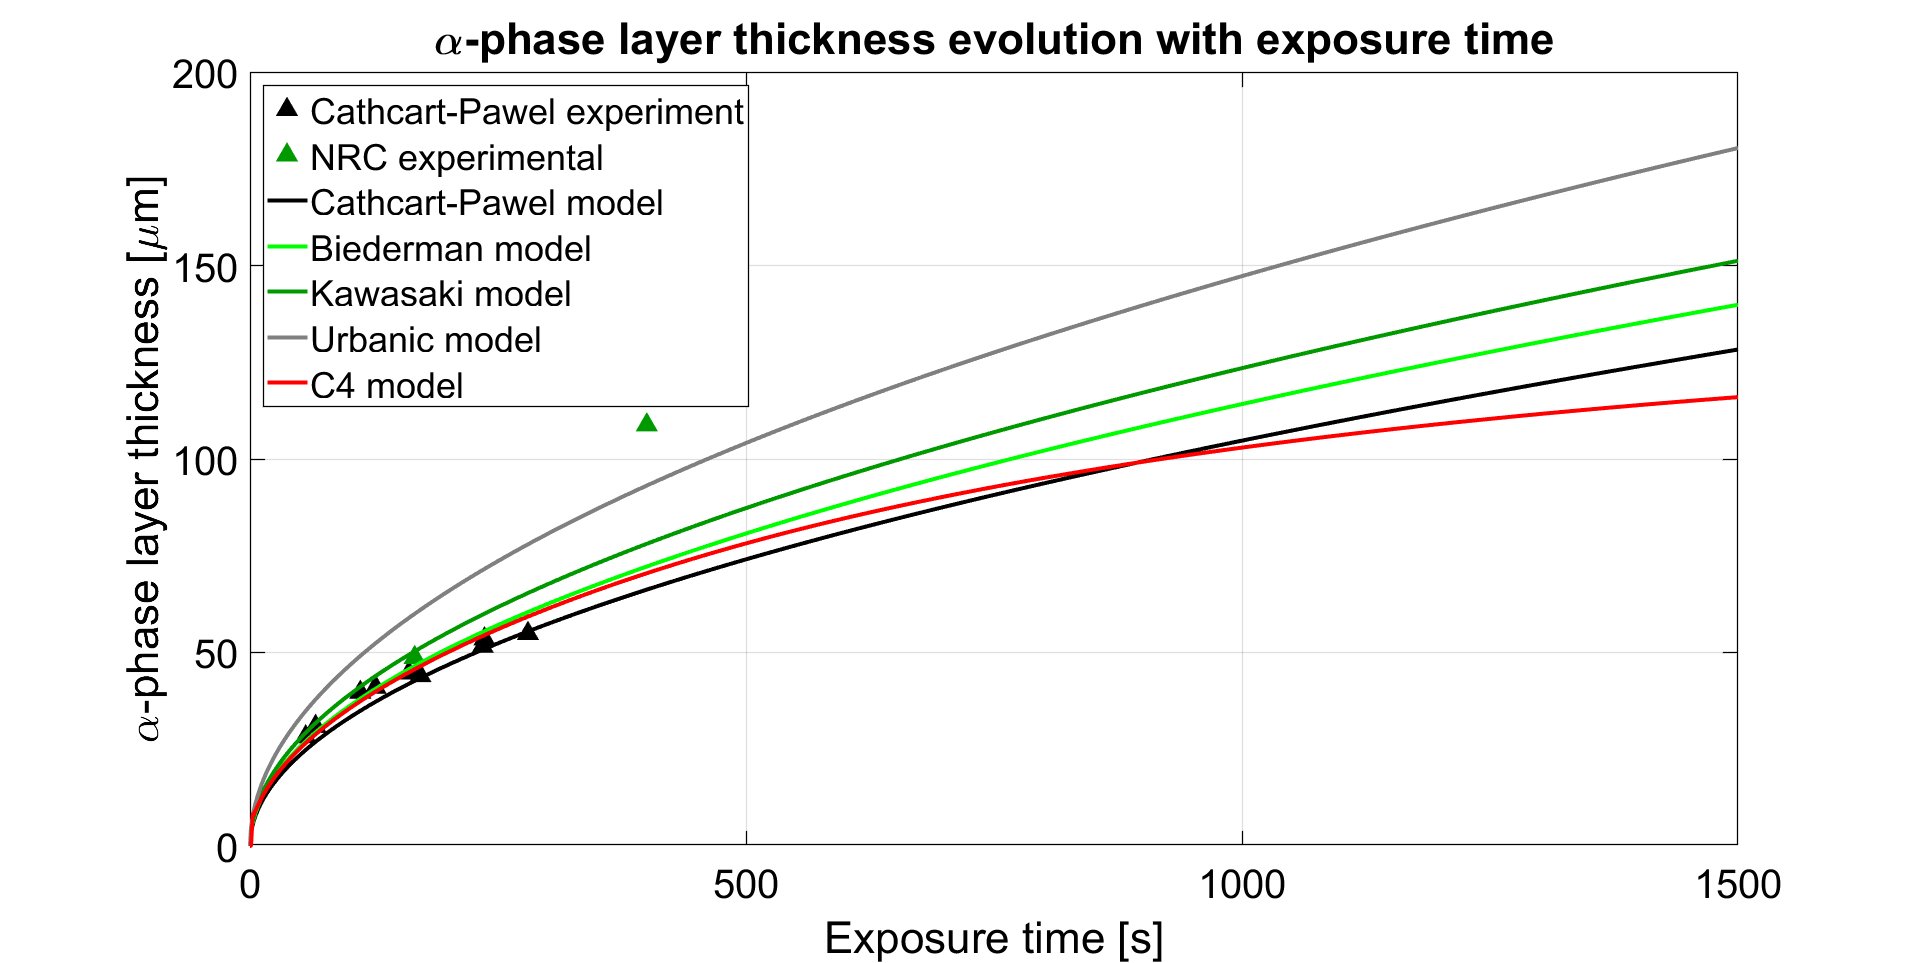 α-phase layer thickness evolution with exposure time
200
150
100
50
0
α-phase layer thickness [μm]
Cathcart-Pawel experiment
NRC experimental
Cathcart-Pawel model
Biederman model
Kawasaki model
Urbanic model
C4 model
0 500 1000 1500
Exposure time [s]